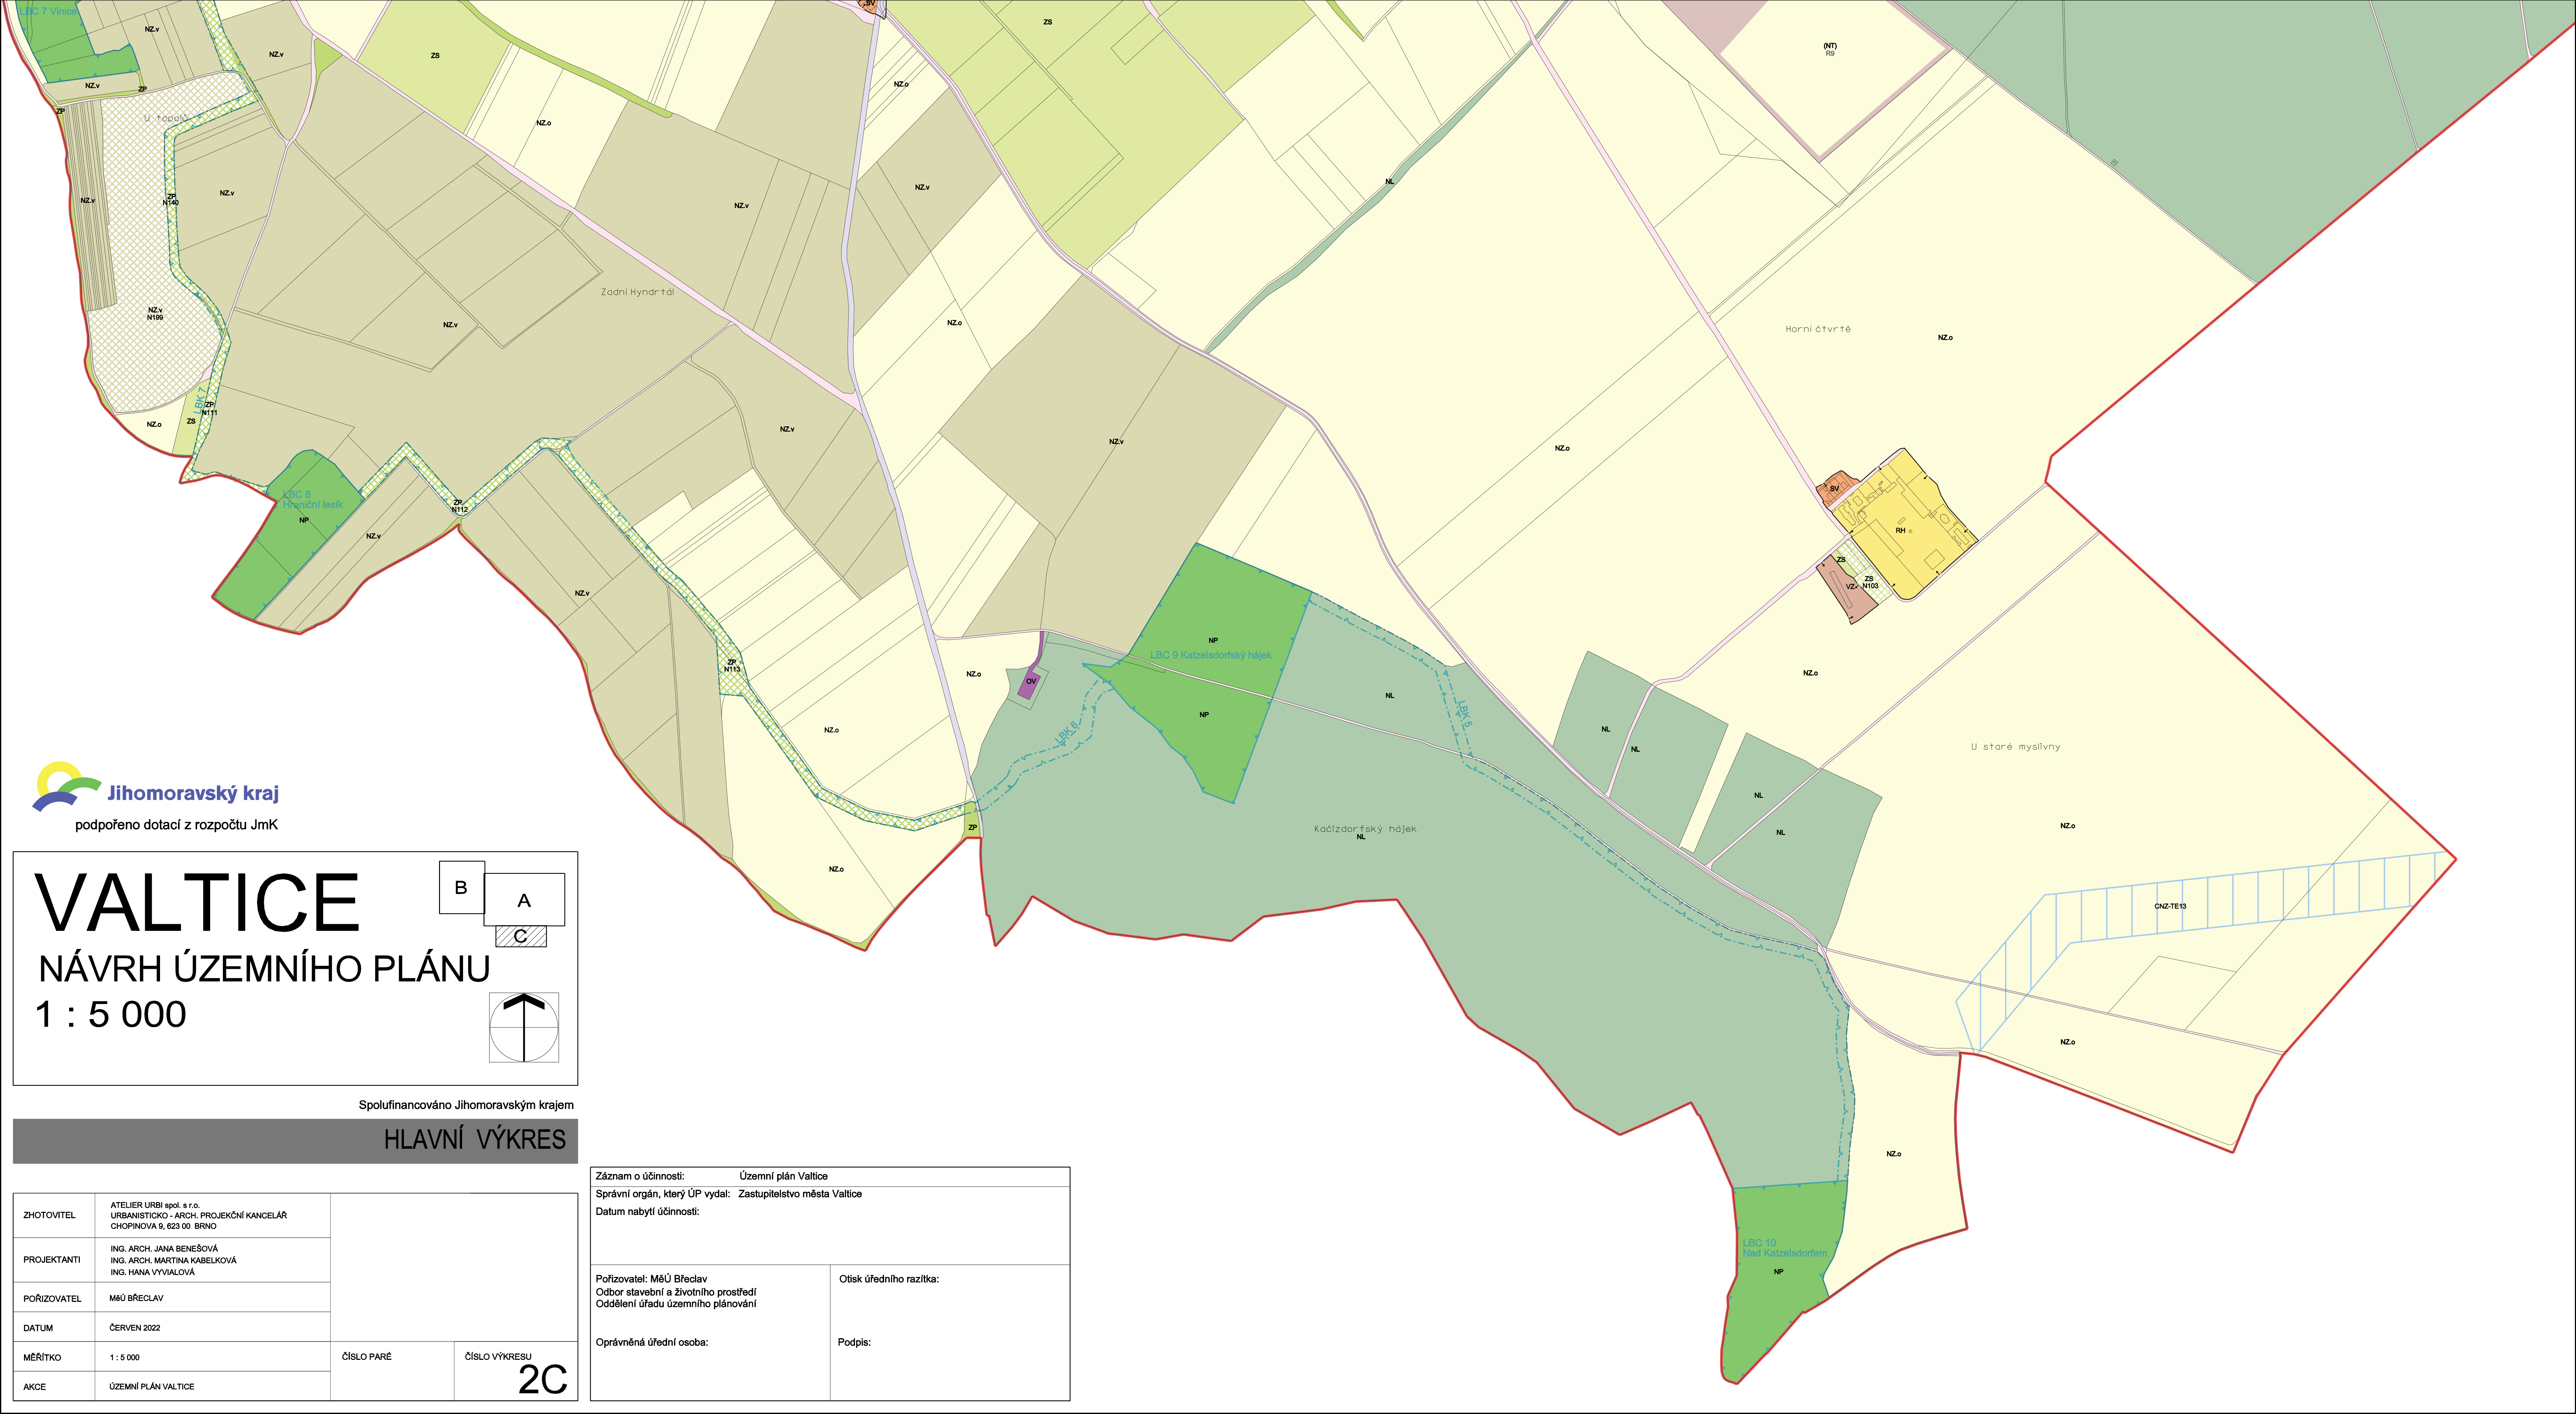 LBC 7 Vinice
NZ.v
NZ.v
ZS
SV
ZS
(NT)
R9
NZ.v
ZP
ZP
U topolů
NZ.o
NZ.o
NL
NZ.v
ZP
N140
NZ.v
NZ.v
NZ.v
Zadní Hyndrtál
NZ.v
N199
NZ.v
NZ.o
Horní čtvrtě
NZ.o
LBK 7
ZP
N111
ZS
NZ.o
NZ.v
NZ.v
NZ.o
LBC 8
Hraniční lesík
NP
ZP
N112
NZ.v
NZ.v
SV
RH
ZS
ZS
N103
VZ
ZP
N113
NZ.o
OV
NP
LBC 9 Katzelsdorfský hájek
NP
NL
LBK 6
LBK 5
NZ.o
NL
NL
NZ.o
U staré myslivny
NL
NL
NZ.o
ZP
Kačlzdorfský hájek
NL
NZ.o
CNZ-TE13
NZ.o
NZ.o
LBC 10
Nad Katzelsdorfem
NP
Jihomoravský kraj
podpořeno dotací z rozpočtu JmK
VALTICE
B
A
C
NÁVRH ÚZEMNÍHO PLÁNU
1 : 5 000
Spolufinancováno Jihomoravským krajem
HLAVNÍ VÝKRES
ZHOTOVITEL
ATELIER URBI spol. s r.o.
URBANISTICKO - ARCH. PROJEKČNÍ KANCELÁŘ
CHOPINOVA 9, 623 00 BRNO
PROJEKTANTI
ING. ARCH. JANA BENEŠOVÁ
ING. ARCH. MARTINA KABELKOVÁ
ING. HANA VYVIALOVÁ
POŘIZOVATEL
MěÚ BŘECLAV
DATUM
ČERVEN 2022
MĚŘÍTKO
1 : 5 000
ČÍSLO PARÉ
ČÍSLO VÝKRESU
2C
AKCE
ÚZEMNÍ PLÁN VALTICE
Záznam o účinnosti: Územní plán Valtice
Správní orgán, který ÚP vydal: Zastupitelstvo města Valtice
Datum nabytí účinnosti:
Pořizovatel: MěÚ Břeclav
Odbor stavební a životního prostředí
Oddělení úřadu územního plánování
Oprávněná úřední osoba:
Otisk úředního razítka:
Podpis: